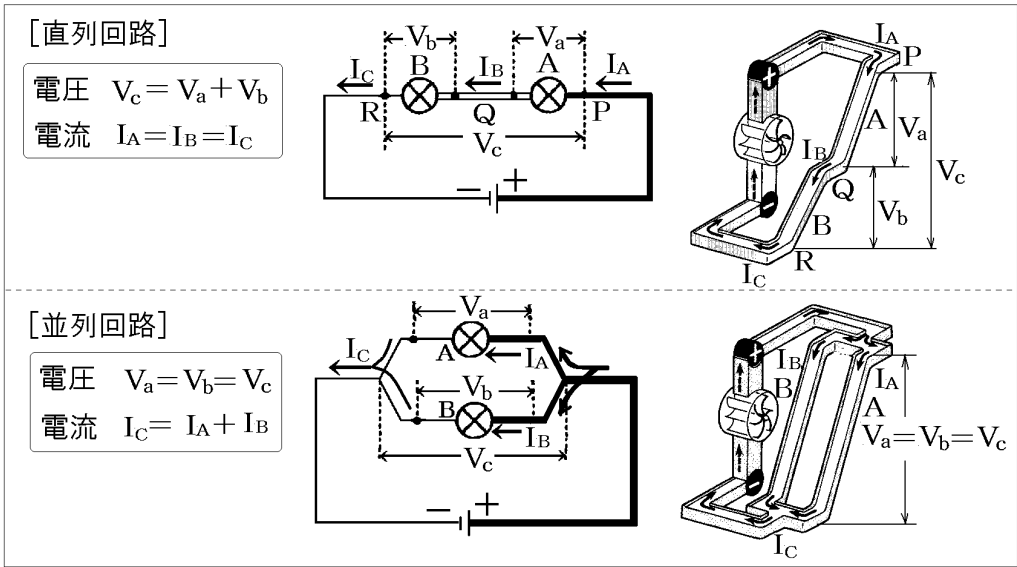 [直列回路]
電圧 Vc = Va + Vb
電流 IA = IB = IC
Vb Va
IC B IB A IA
R Q P
Vc
− +
IA
P
+
A Va
IB
Vc
Q
−
B Vb
R
IC
[並列回路]
電圧 Va = Vb = Vc
電流 IC = IA + IB
Va
IC A IA
Vb
B IB
Vc
− +
+
IB IA
B A
Va = Vb = Vc
−
IC